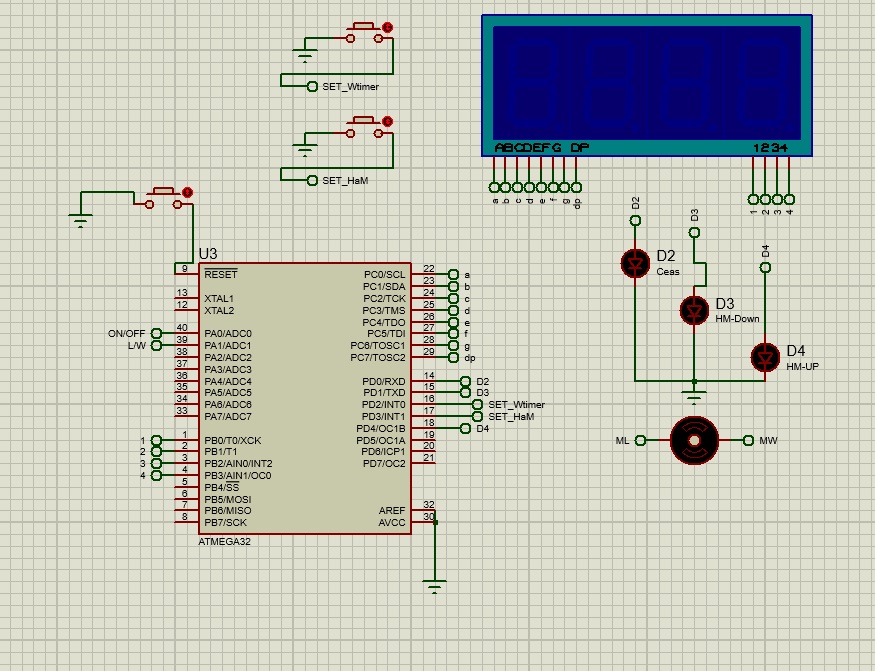 SET_Wtimer
SET_HaM
ABCDEFG DP
1234
a
b
c
d
e
f
g
dp
1
2
3
4
D2
D3
D4
D2
Ceas
D3
HM-Down
D4
HM-UP
ML
MW
U3
9 RESET
13 XTAL1
12 XTAL2
ON/OFF 40 PA0/ADC0
L/W 39 PA1/ADC1
38 PA2/ADC2
37 PA3/ADC3
36 PA4/ADC4
35 PA5/ADC5
34 PA6/ADC6
33 PA7/ADC7
1 1 PB0/T0/XCK
2 2 PB1/T1
3 3 PB2/AIN0/INT2
4 4 PB3/AIN1/OC0
5 PB4/SS
6 PB5/MOSI
7 PB6/MISO
8 PB7/SCK
PC0/SCL 22 a
PC1/SDA 23 b
PC2/TCK 24 c
PC3/TMS 25 d
PC4/TDO 26 e
PC5/TDI 27 f
PC6/TOSC1 28 g
PC7/TOSC2 29 dp
PD0/RXD 14 D2
PD1/TXD 15 D3
PD2/INT0 16 SET_Wtimer
PD3/INT1 17 SET_HaM
PD4/OC1B 18 D4
PD5/OC1A 19
PD6/ICP1 20
PD7/OC2 21
AREF 32
AVCC 30
ATMEGA32